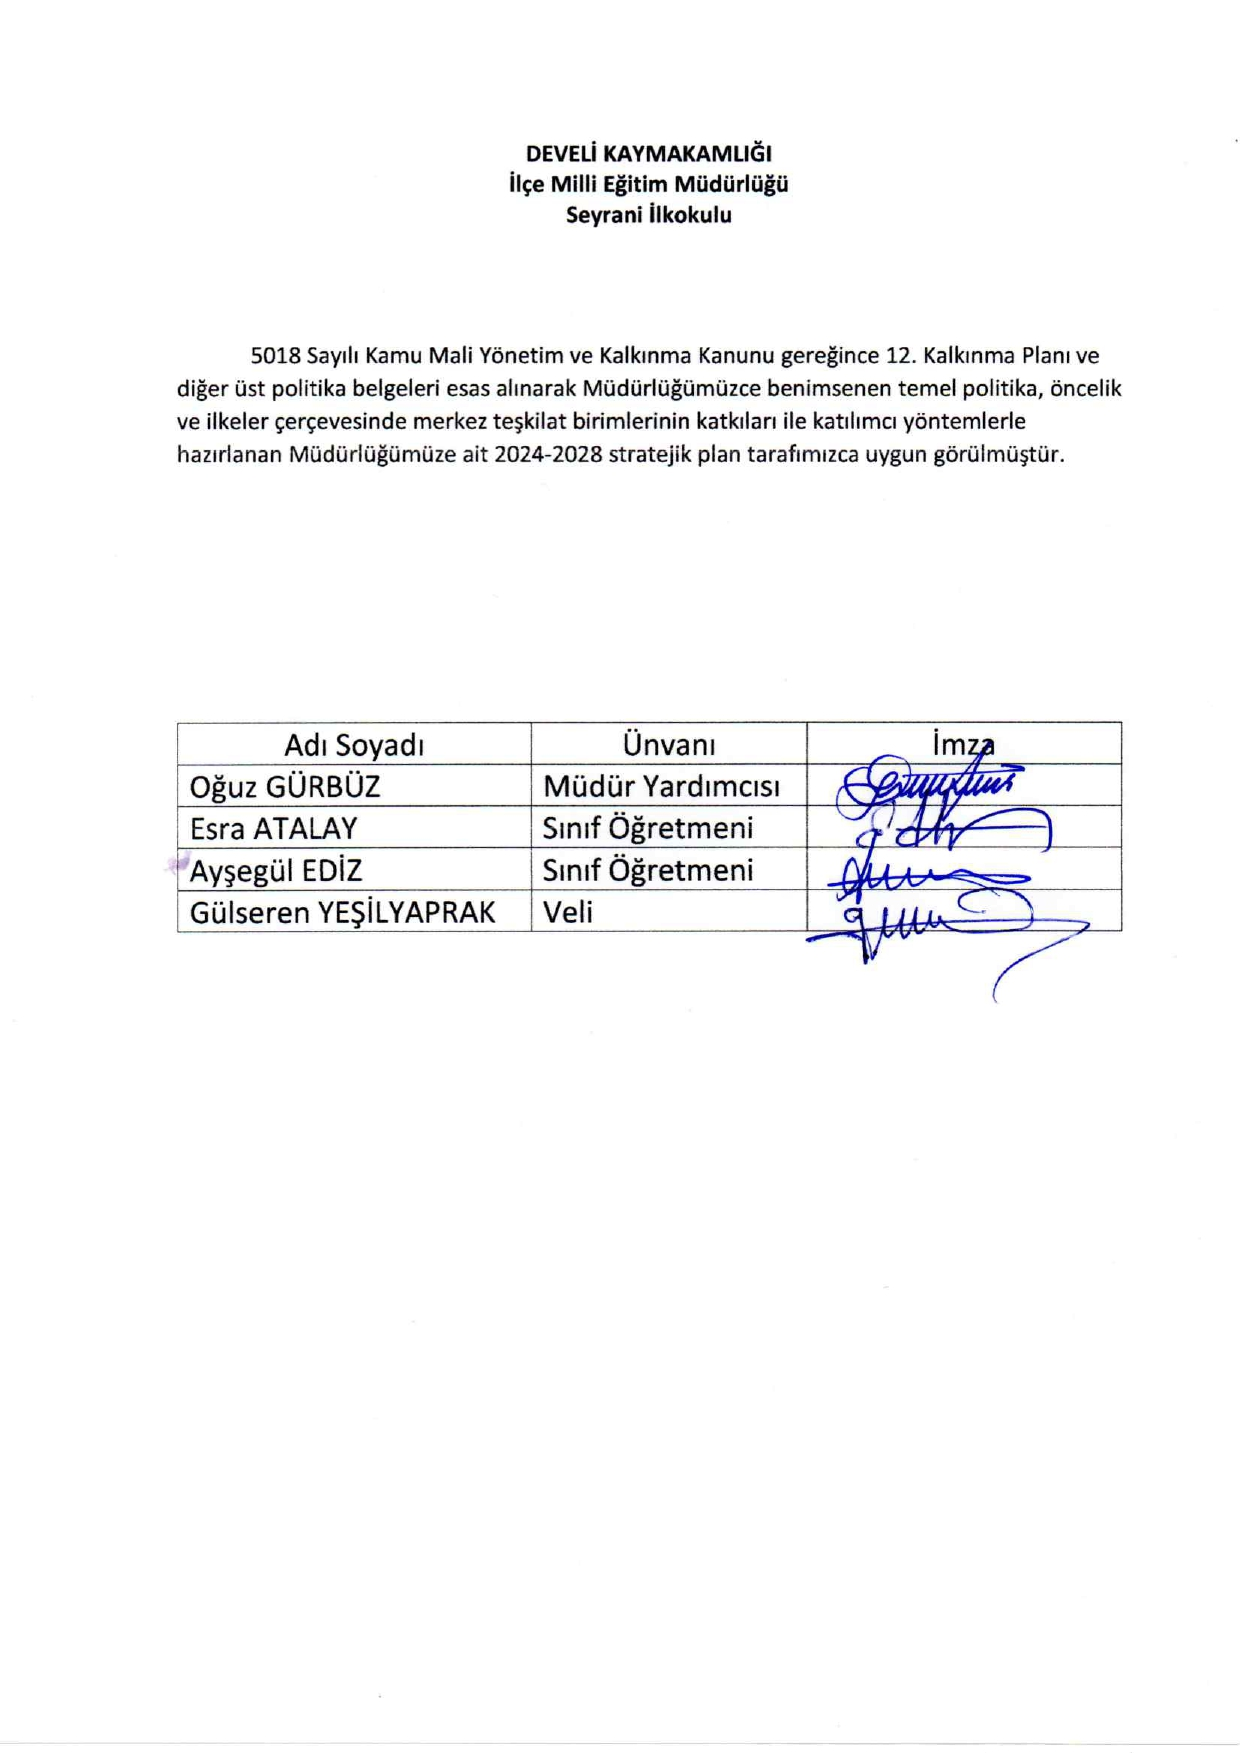 DEVELİ KAYMAKAMLIĞI
İlçe Milli Eğitim Müdürlüğü
Seyrani İlkokulu
5018 Sayılı Kamu Mali Yönetim ve Kalkınma Kanunu gereğince 12. Kalkınma Planı ve
diğer üst politika belgeleri esas alınarak Müdürlüğümüzce benimsenen temel politika, öncelik
ve ilkeler çerçevesinde merkez teşkilat birimlerinin katkıları ile katılımcı yöntemlerle
hazırlanan Müdürlüğümüze ait 2024-2028 stratejik plan tarafımızca uygun görülmüştür.
Adı Soyadı Ünvanı İmza
Oğuz GÜRBÜZ Müdür Yardımcısı
Esra ATALAY Sınıf Öğretmeni
Ayşegül EDİZ Sınıf Öğretmeni
Gülseren YEŞİLYAPRAK Veli